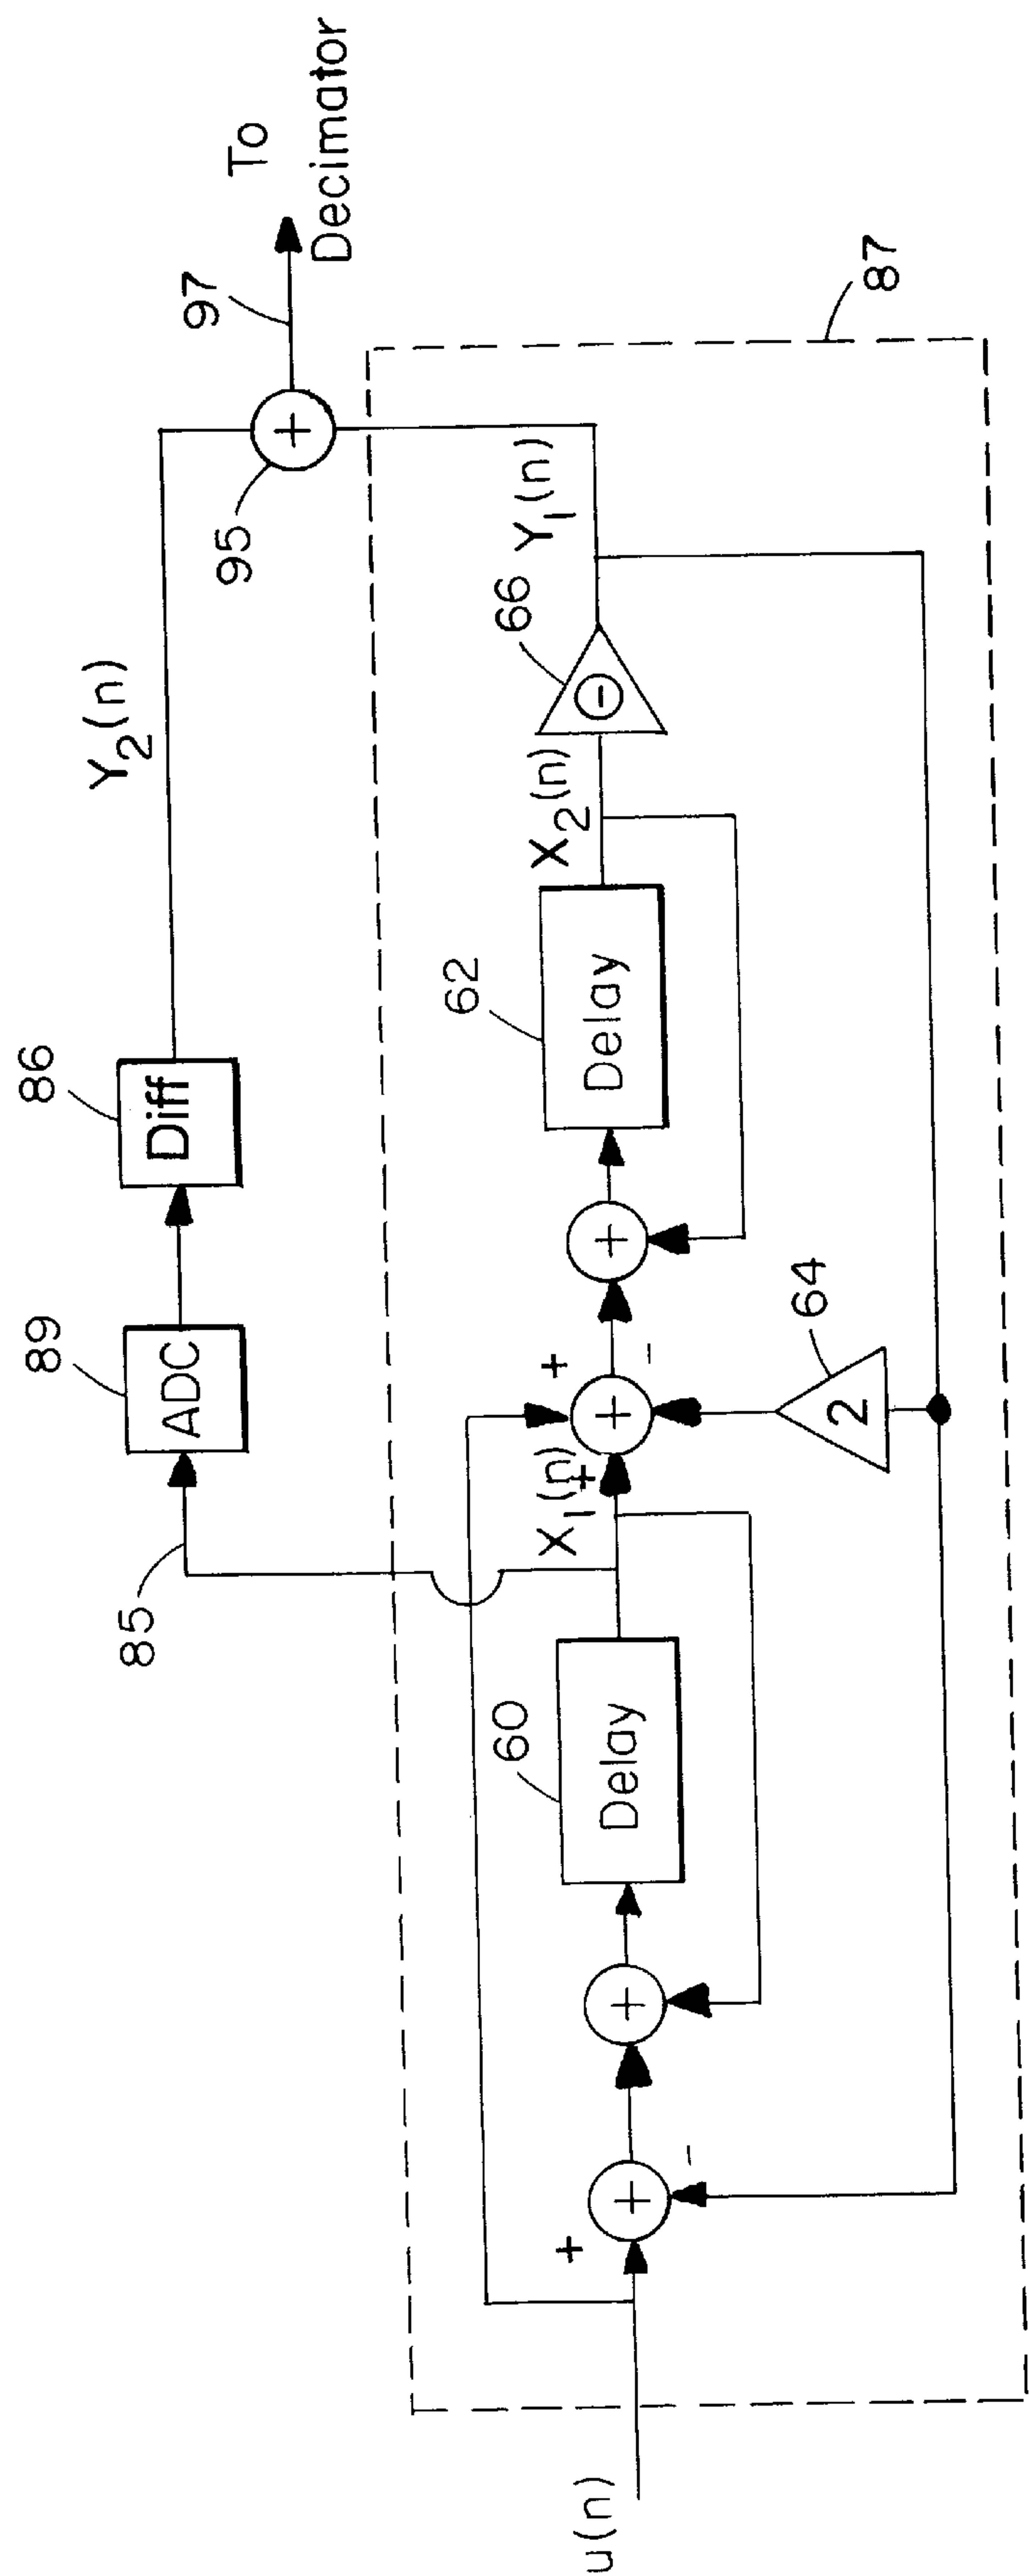 86
89
Diff
ADC
85
Y2(n)
97
To
Decimator
95
87
Y1(n)
66
X2(n)
62
Delay
+
+
+
−
64
2
X1(n)
+
60
Delay
+
+
−
+
+
u(n)